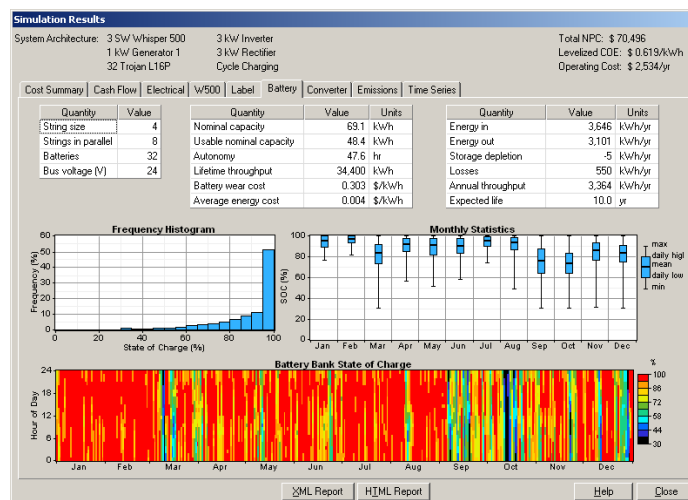 Simulation Results
System Architecture: 3 SW Whisper 500 3 kW Inverter Total NPC: $ 70,496
1 kW Generator 1 3 kW Rectifier Levelized COE: $ 0.619/kWh
32 Trojan L16P Cycle Charging Operating Cost: $ 2,534/yr
Cost Summary Cash Flow Electrical W500 Label Battery Converter Emissions Time Series
Quantity Value
String size 4
Strings in parallel 8
Batteries 32
Bus voltage (V) 24
Quantity Value Units
Nominal capacity 69.1 kWh
Usable nominal capacity 48.4 kWh
Autonomy 47.6 hr
Lifetime throughput 34,400 kWh
Battery wear cost 0.303 $/kWh
Average energy cost 0.004 $/kWh
Quantity Value Units
Energy in 3,646 kWh/yr
Energy out 3,101 kWh/yr
Storage depletion -5 kWh/yr
Losses 550 kWh/yr
Annual throughput 3,364 kWh/yr
Expected life 10.0 yr
Frequency Histogram
Frequency (%)
60
50
40
30
20
10
0
0 20 40 60 80 100
State of Charge (%)
Monthly Statistics
SOC (%)
100
80
60
40
20
0
Jan Feb Mar Apr May Jun Jul Aug Sep Oct Nov Dec
max
daily higl
mean
daily low
min
Battery Bank State of Charge
Hour of Day
24
18
12
6
0
Jan Feb Mar Apr May Jun Jul Aug Sep Oct Nov Dec
%
100
86
72
58
44
30
XML Report HTML Report Help Close